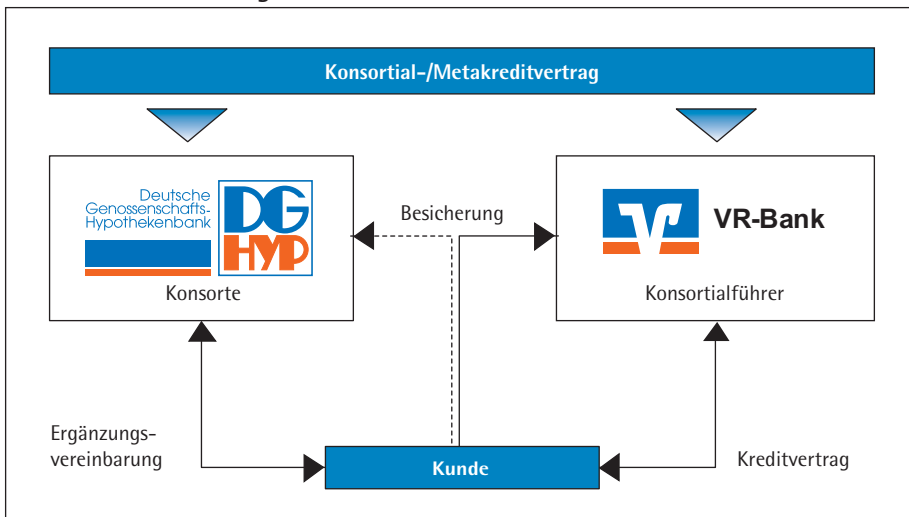 Konsortial-/Metakreditvertrag
Deutsche
Genossenschafts-
Hypothekenbank
DG
HYP
Konsorte
Besicherung
VR-Bank
Konsortialführer
Ergänzungs-
vereinbarung
Kunde
Kreditvertrag